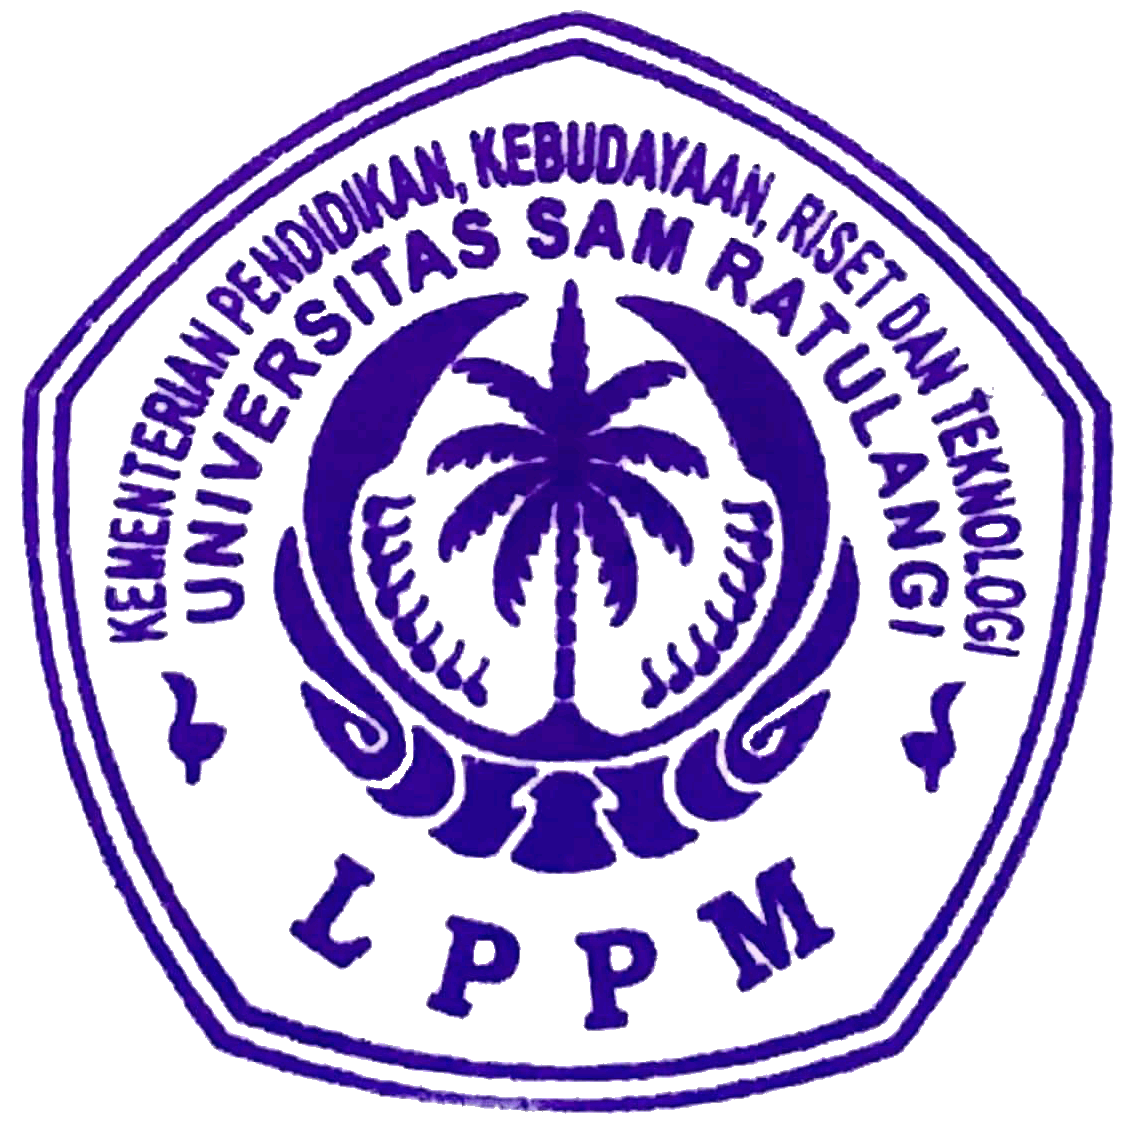 KEMENTERIAN PENDIDIKAN, KEBUDAYAAN, RISET DAN TEKNOLOGI
UNIVERSITAS SAM RATULANGI
LPPM